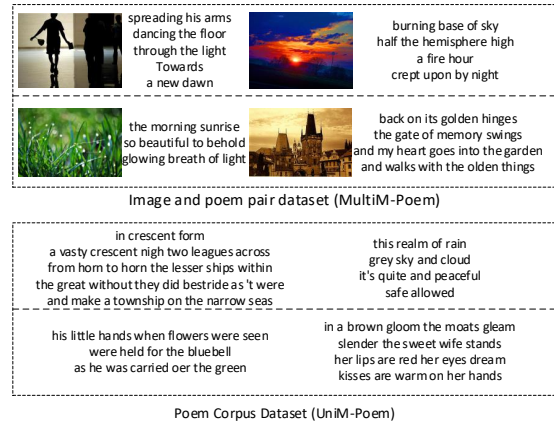 spreading his arms
dancing the floor
through the light
Towards
a new dawn
burning base of sky
half the hemisphere high
a fire hour
crept upon by night
the morning sunrise
so beautiful to behold
glowing breath of light
back on its golden hinges
the gate of memory swings
and my heart goes into the garden
and walks with the olden things
Image and poem pair dataset (MultiM-Poem)
in crescent form
a vasty crescent nigh two leagues across
from horn to horn the lesser ships within
the great without they did bestride as 't were
and make a township on the narrow seas
this realm of rain
grey sky and cloud
it's quite and peaceful
safe allowed
his little hands when flowers were seen
were held for the bluebell
as he was carried oer the green
in a brown gloom the moats gleam
slender the sweet wife stands
her lips are red her eyes dream
kisses are warm on her hands
Poem Corpus Dataset (UniM-Poem)